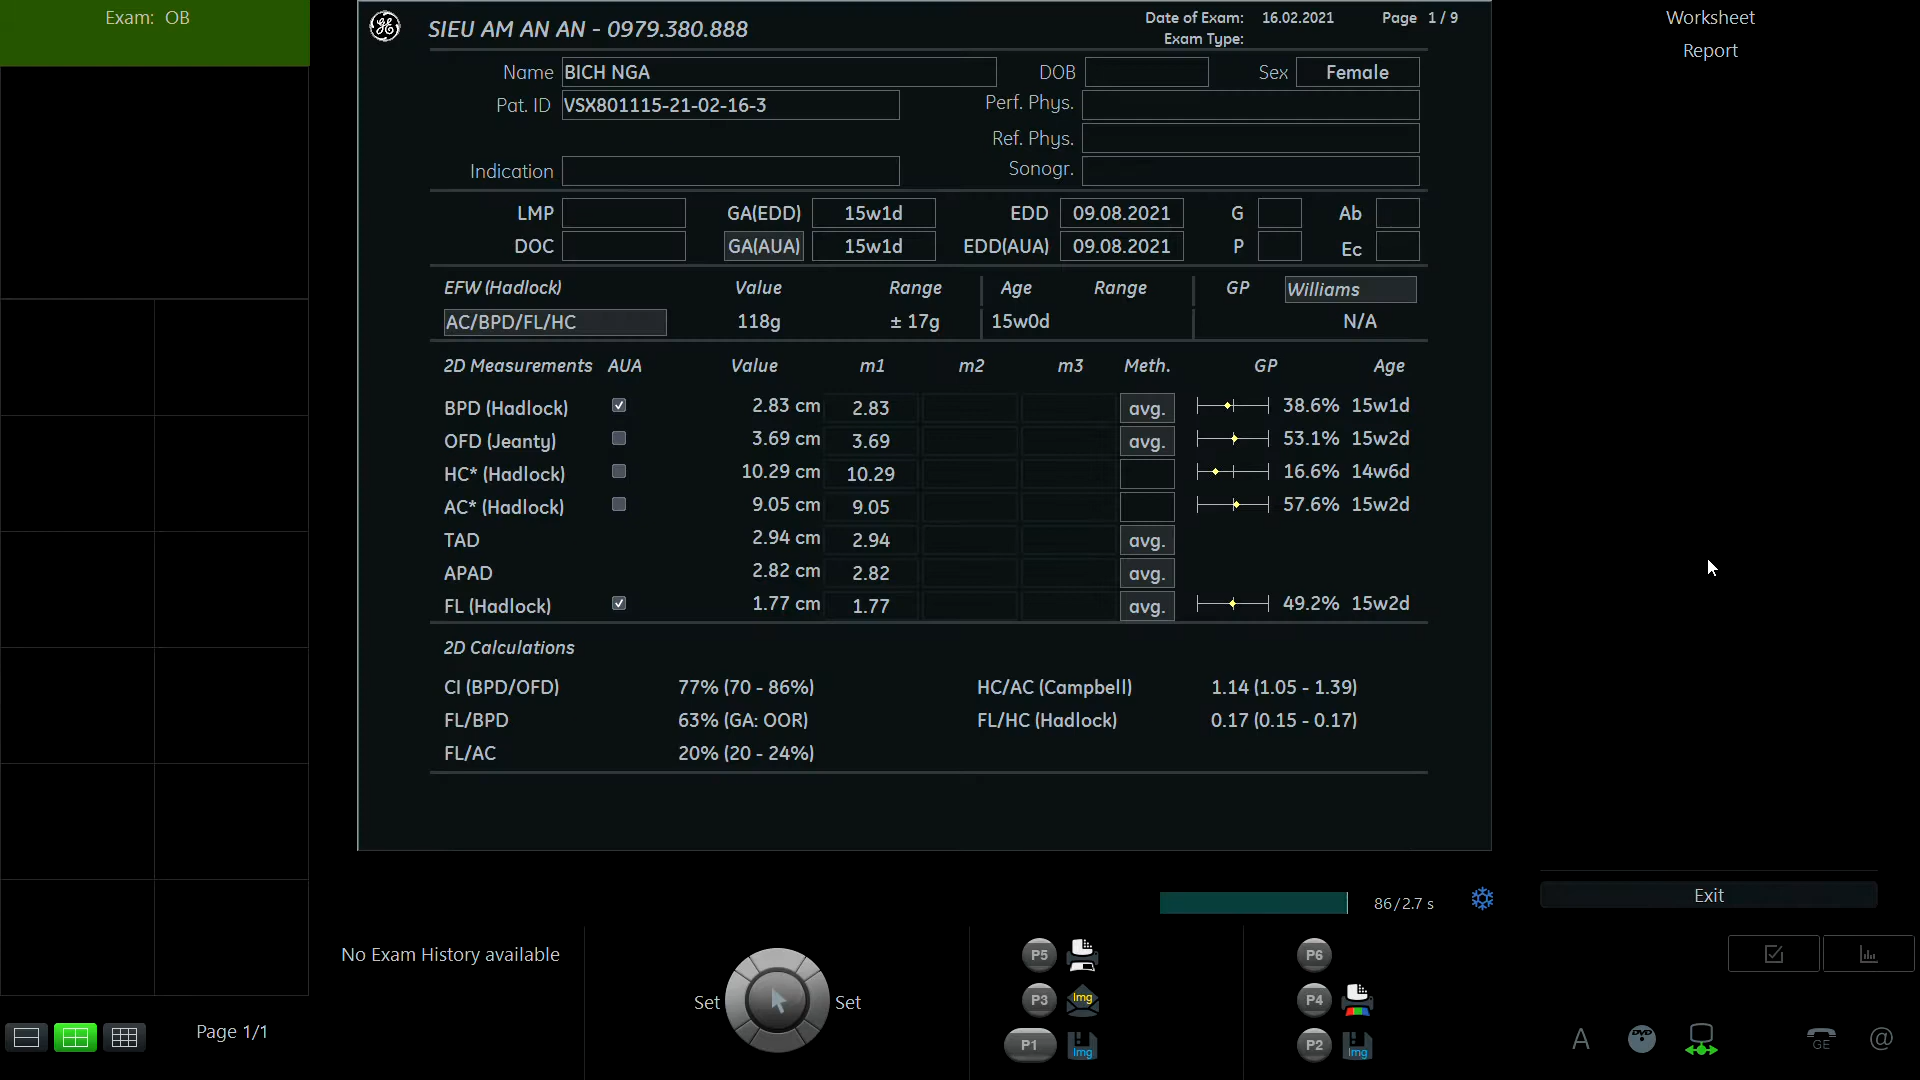 Exam: OB
SIEU AM AN AN - 0979.380.888
Date of Exam: 16.02.2021 Page 1 / 9
Exam Type:
Name BICH NGA DOB Sex Female
Pat. ID VSX801115-21-02-16-3 Perf. Phys.
Ref. Phys.
Indication Sonogr.
LMP GA(EDD) 15w1d EDD 09.08.2021 G Ab
DOC GA(AUA) 15w1d EDD(AUA) 09.08.2021 P Ec
EFW (Hadlock) Value Range Age Range GP Williams
AC/BPD/FL/HC 118g ± 17g 15w0d N/A
2D Measurements AUA Value m1 m2 m3 Meth. GP Age
BPD (Hadlock) 2.83 cm 2.83 avg. 38.6% 15w1d
OFD (Jeanty) 3.69 cm 3.69 avg. 53.1% 15w2d
HC* (Hadlock) 10.29 cm 10.29 16.6% 14w6d
AC* (Hadlock) 9.05 cm 9.05 57.6% 15w2d
TAD 2.94 cm 2.94 avg.
APAD 2.82 cm 2.82 avg.
FL (Hadlock) 1.77 cm 1.77 avg. 49.2% 15w2d
2D Calculations
CI (BPD/OFD) 77% (70 - 86%) HC/AC (Campbell) 1.14 (1.05 - 1.39)
FL/BPD 63% (GA: OOR) FL/HC (Hadlock) 0.17 (0.15 - 0.17)
FL/AC 20% (20 - 24%)
Worksheet
Report
86/2.7 s
Exit
No Exam History available
Set Set
P5 P6
P3 Img P4
P1 Img P2 Img
Page 1/1
A DVD GE @